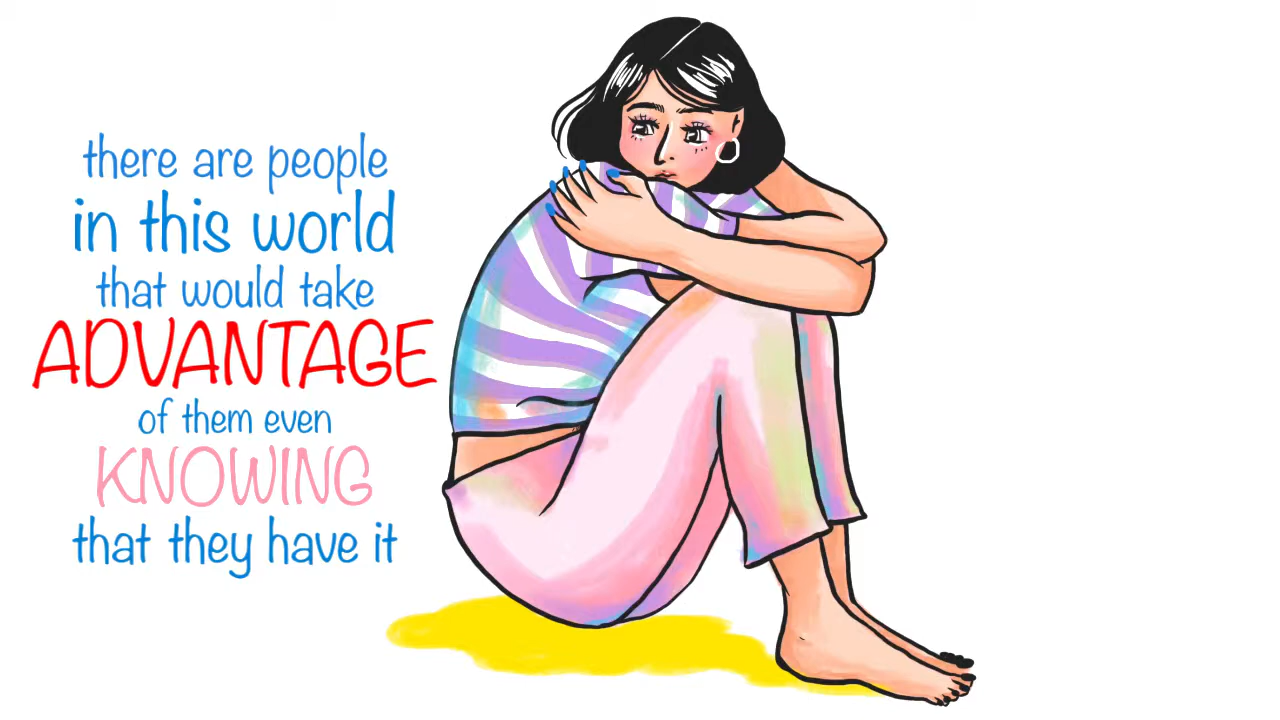 there are people
in this world
that would take
ADVANTAGE
of them even
KNOWING
that they have it